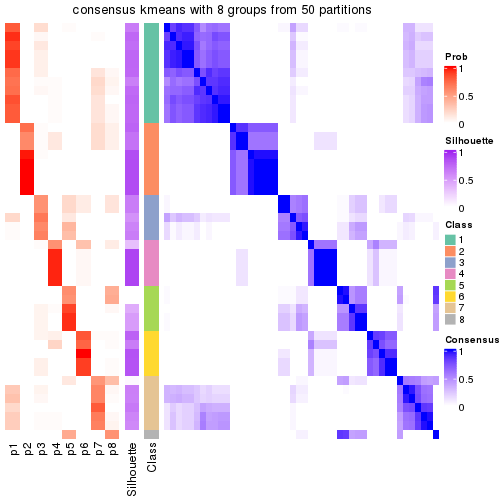 consensus kmeans with 8 groups from 50 partitions
Prob
1
0.5
0
Silhouette
1
0.5
0
Class
1
2
3
4
5
6
7
8
Consensus
1
0.5
0
p1
p2
p3
p4
p5
p6
p7
p8
Silhouette
Class